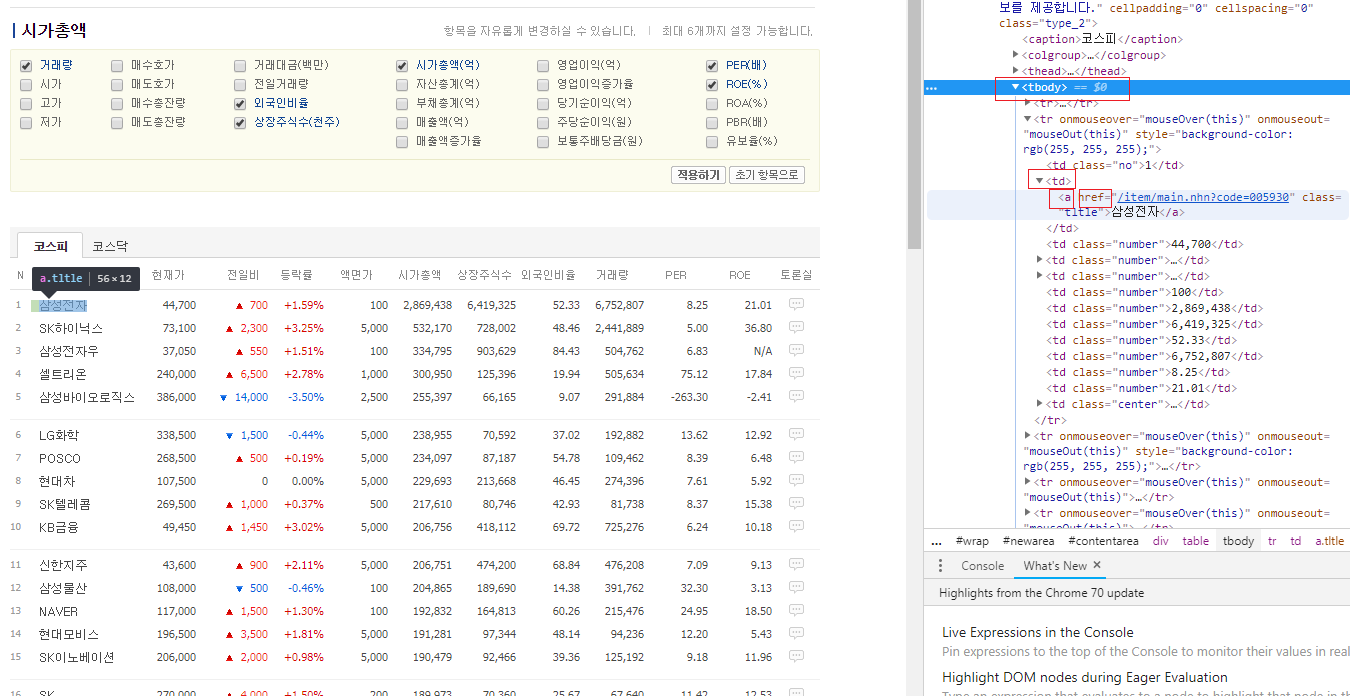 시가총액
항목을 자유롭게 변경하실 수 있습니다. | 최대 6개까지 설정 가능합니다.
거래량 매수호가 거래대금(백만) 시가총액(억) 영업이익(억) PER(배)
시가 매도호가 전일거래량 자산총계(억) 영업이익증가율 ROE(%)
고가 매수총잔량 외국인비율 부채총계(억) 당기순이익(억) ROA(%)
저가 매도총잔량 상장주식수(천주) 매출액(억) 주당순이익(원) PBR(배)
매출액증가율 보통주배당금(원) 유보율(%)
적용하기 초기 항목으로
코스피 코스닥
a.tltle | 56×12
N 현재가 전일비 등락률 액면가 시가총액 상장주식수 외국인비율 거래량 PER ROE 토론실
1 삼성전자 44,700 ▲ 700 +1.59% 100 2,869,438 6,419,325 52.33 6,752,807 8.25 21.01
2 SK하이닉스 73,100 ▲ 2,300 +3.25% 5,000 532,170 728,002 48.46 2,441,889 5.00 36.80
3 삼성전자우 37,050 ▲ 550 +1.51% 100 334,795 903,629 84.43 504,762 6.83 N/A
4 셀트리온 240,000 ▲ 6,500 +2.78% 1,000 300,950 125,396 19.94 505,634 75.12 17.84
5 삼성바이오로직스 386,000 ▼ 14,000 -3.50% 2,500 255,397 66,165 9.07 291,884 -263.30 -2.41
6 LG화학 338,500 ▼ 1,500 -0.44% 5,000 238,955 70,592 37.02 192,882 13.62 12.92
7 POSCO 268,500 ▲ 500 +0.19% 5,000 234,097 87,187 54.78 109,462 8.39 6.48
8 현대차 107,500 0 0.00% 5,000 229,693 213,668 46.45 274,396 7.61 5.92
9 SK텔레콤 269,500 ▲ 1,000 +0.37% 500 217,610 80,746 42.93 81,738 8.37 15.38
10 KB금융 49,450 ▲ 1,450 +3.02% 5,000 206,756 418,112 69.72 725,276 6.24 10.18
11 신한지주 43,600 ▲ 900 +2.11% 5,000 206,751 474,200 68.84 476,208 7.09 9.13
12 삼성물산 108,000 ▼ 500 -0.46% 100 204,865 189,690 14.38 391,762 32.30 3.13
13 NAVER 117,000 ▲ 1,500 +1.30% 100 192,832 164,813 60.26 215,476 24.95 18.50
14 현대모비스 196,500 ▲ 3,500 +1.81% 5,000 191,281 97,344 48.14 94,236 12.20 5.43
15 SK이노베이션 206,000 ▲ 2,000 +0.98% 5,000 190,479 92,466 39.36 125,192 9.18 11.96
16 SK 270,000 ▲ 4,000 +1.50% 200 189,973 70,360 25.67 67,640 11.42 12.53
보를 제공합니다." cellpadding="0" cellspacing="0"
class="type_2">
<caption>코스피</caption>
▶<colgroup>…</colgroup>
▶<thead>…</thead>
… ▼<tbody> == $0
▶<tr>…</tr>
▼<tr onmouseover="mouseOver(this)" onmouseout=
"mouseOut(this)" style="background-color:
rgb(255, 255, 255);">
<td class="no">1</td>
▼<td>
<a href="/item/main.nhn?code=005930" class=
"tltle">삼성전자</a>
</td>
<td class="number">44,700</td>
▶<td class="number">…</td>
▶<td class="number">…</td>
<td class="number">100</td>
<td class="number">2,869,438</td>
<td class="number">6,419,325</td>
<td class="number">52.33</td>
<td class="number">6,752,807</td>
<td class="number">8.25</td>
<td class="number">21.01</td>
▶<td class="center">…</td>
</tr>
▶<tr onmouseover="mouseOver(this)" onmouseout=
"mouseOut(this)" style="background-color:
rgb(255, 255, 255);">…</tr>
▶<tr onmouseover="mouseOver(this)" onmouseout=
"mouseOut(this)">…</tr>
▶<tr onmouseover="mouseOver(this)" onmouseout=
"mouseOut(this)">…</tr>
… #wrap #newarea #contentarea div table tbody tr td a.tltle
Console What's New ×
Highlights from the Chrome 70 update
Live Expressions in the Console
Pin expressions to the top of the Console to monitor their values in real
Highlight DOM nodes during Eager Evaluation